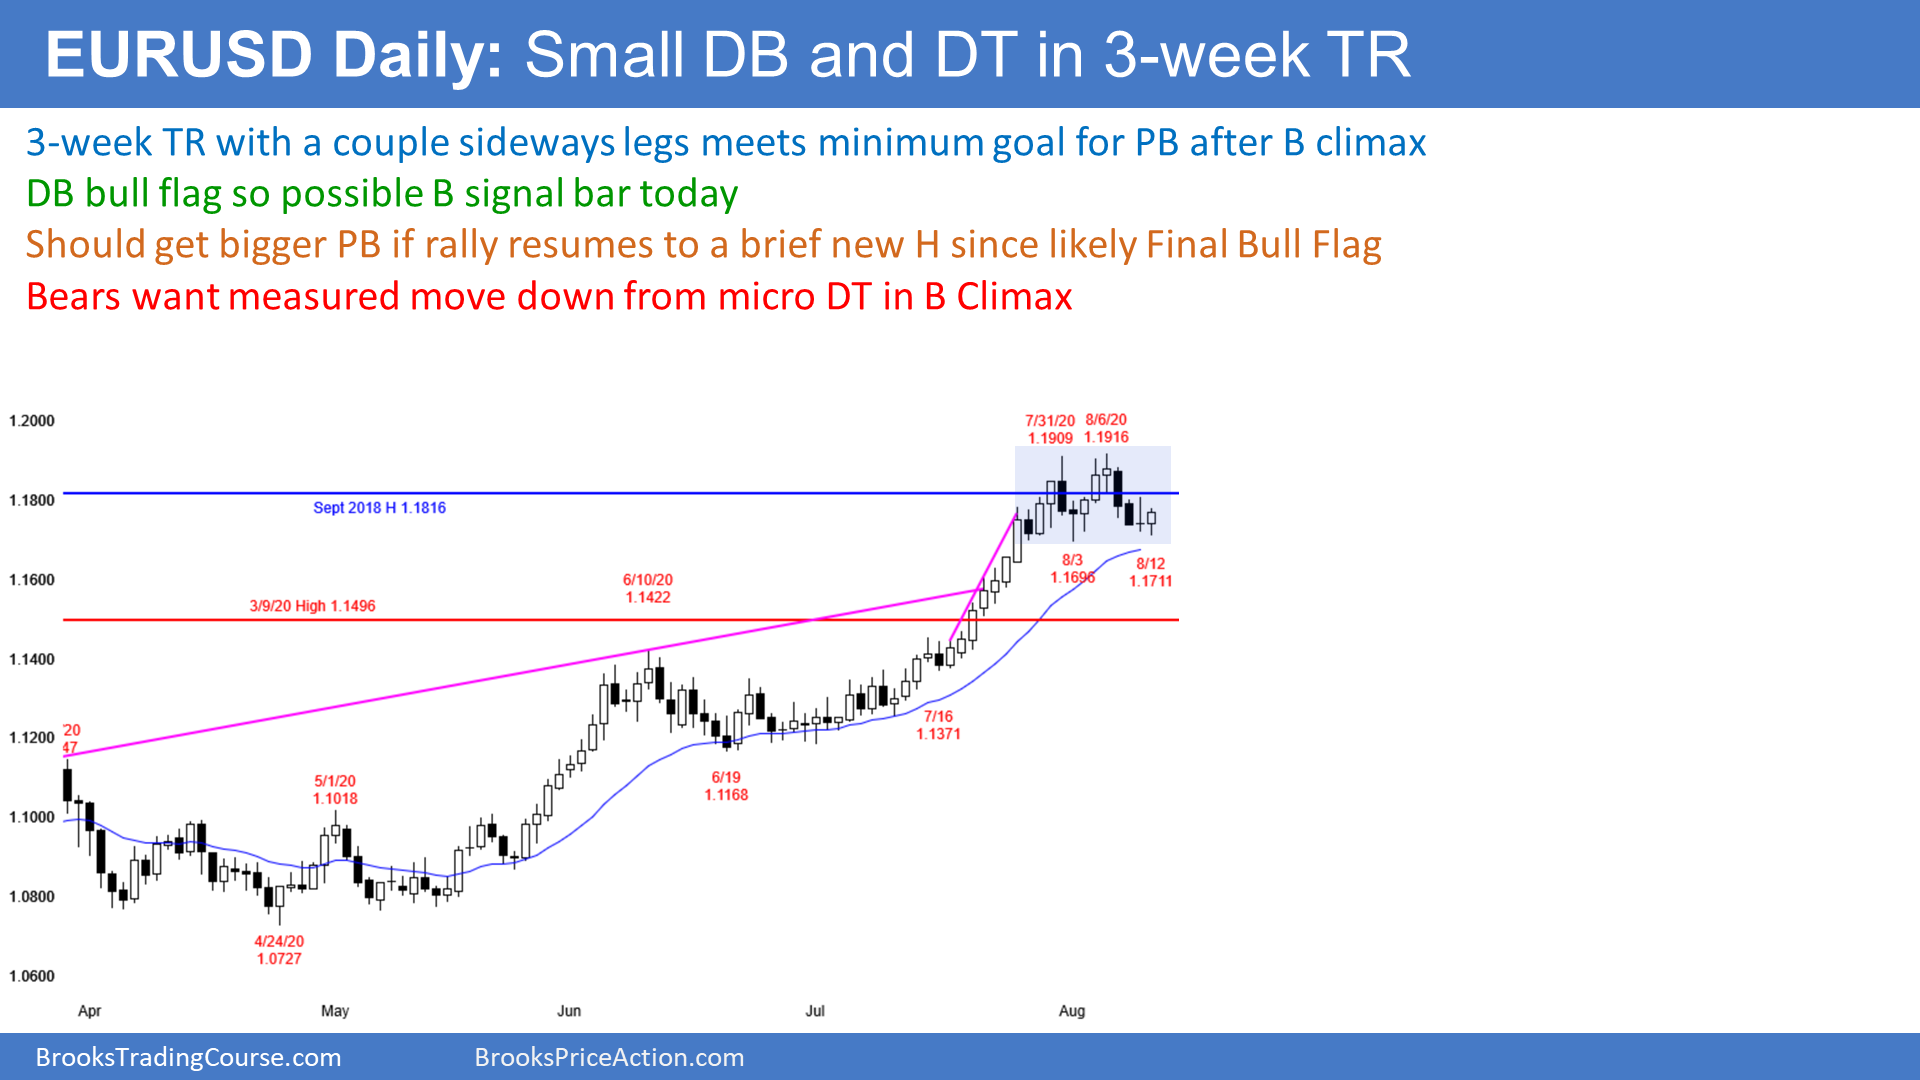 EURUSD Daily: Small DB and DT in 3-week TR
3-week TR with a couple sideways legs meets minimum goal for PB after B climax
DB bull flag so possible B signal bar today
Should get bigger PB if rally resumes to a brief new H since likely Final Bull Flag
Bears want measured move down from micro DT in B Climax
1.2000
7/31/20
1.1909
8/6/20
1.1916
1.1800
Sept 2018 H 1.1816
1.1600
8/3
1.1696
8/12
1.1711
6/10/20
1.1422
3/9/20 High 1.1496
1.1400
7/16
1.1371
1.1200
'20
47
6/19
1.1168
5/1/20
1.1018
1.1000
1.0800
4/24/20
1.0727
1.0600
Apr
May
Jun
Jul
Aug
BrooksTradingCourse.com
BrooksPriceAction.com